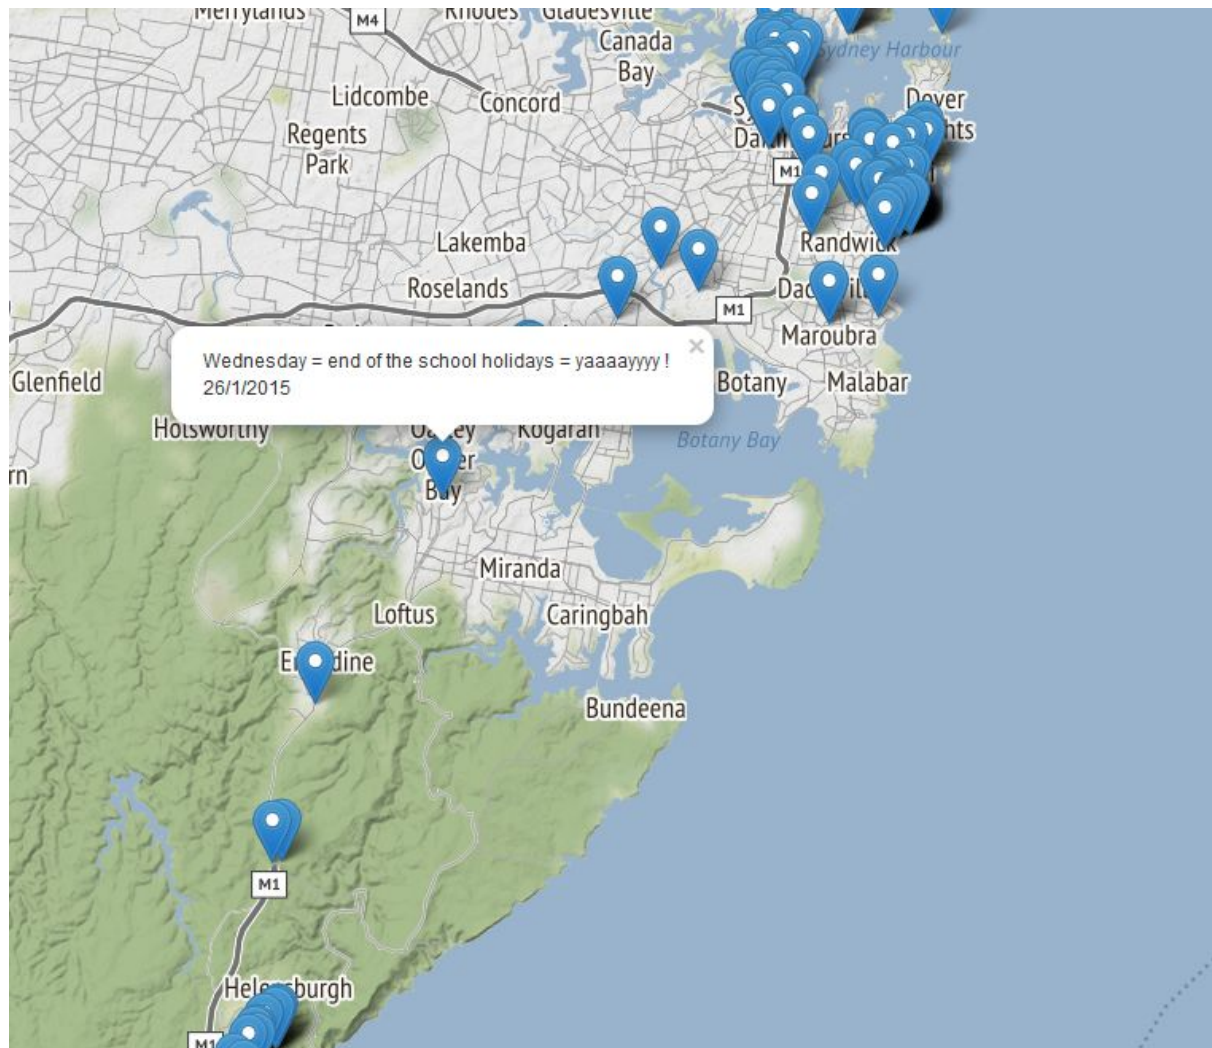 Merrylands
M4
Rhodes
Gladesville
Canada
Bay
Sydney Harbour
Lidcombe
Concord
Dover
Regents
Park
M1
Lakemba
Randwick
Roselands
M1
Maroubra
Wednesday = end of the school holidays = yaaaayyyy !
26/1/2015
×
Glenfield
Botany
Malabar
Holsworthy
Kogarah
Botany Bay
Bay
rn
Miranda
Loftus
Caringbah
Bundeena
M1
Helensburgh
M1